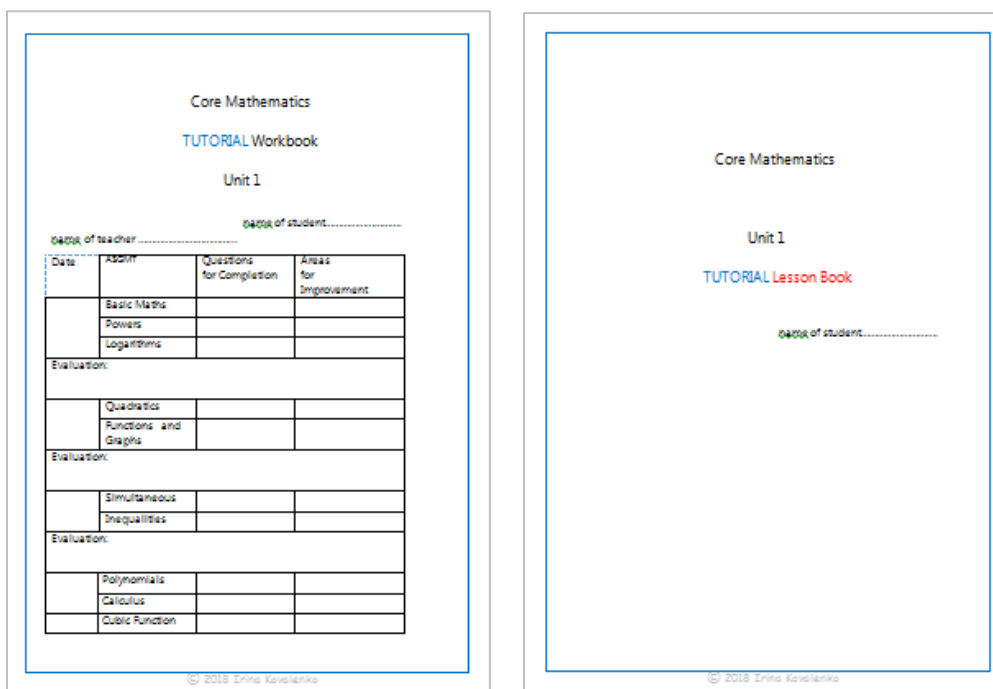 Core Mathematics
TUTORIAL Workbook
Unit 1
name of student
name of teacher
Date ASGMT Questions for Completion Areas for Improvement
Basic Maths
Powers
Logarithms
Evaluation:
Quadratics
Functions and
Graphs
Evaluation:
Simultaneous
Inequalities
Evaluation:
Polynomials
Calculus
Cubic Function
© 2018 Irina Kovalenko
Core Mathematics
Unit 1
TUTORIAL Lesson Book
name of student
© 2018 Irina Kovalenko